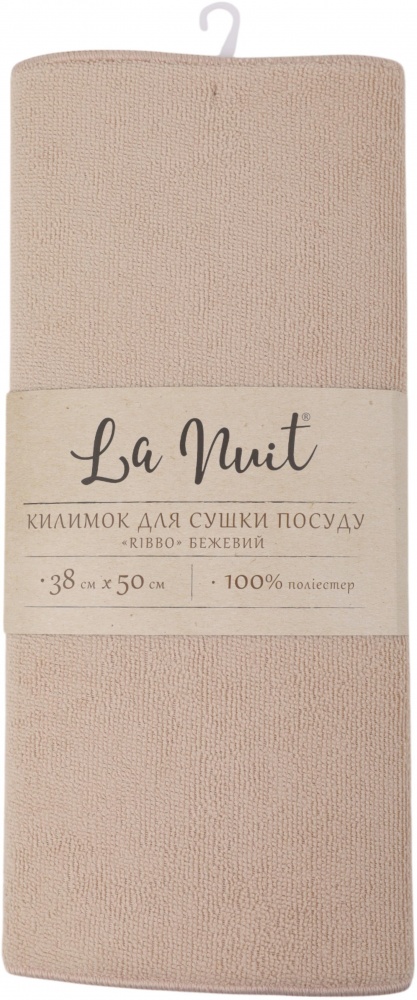 La Nuit®
КИЛИМОК ДЛЯ СУШКИ ПОСУДУ
«RIBBO» БЕЖЕВИЙ
• 38 см х 50 см • 100% поліестер